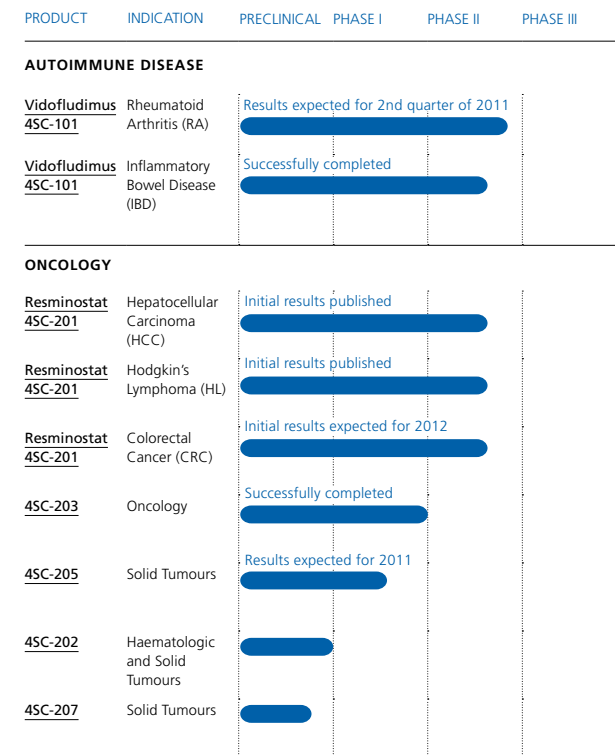 PRODUCT INDICATION PRECLINICAL PHASE I PHASE II PHASE III
AUTOIMMUNE DISEASE
Vidofludimus Rheumatoid Results expected for 2nd quarter of 2011
4SC-101 Arthritis (RA)
Vidofludimus Inflammatory Successfully completed
4SC-101 Bowel Disease
(IBD)
ONCOLOGY
Resminostat Hepatocellular Initial results published
4SC-201 Carcinoma
(HCC)
Resminostat Hodgkin's Initial results published
4SC-201 Lymphoma (HL)
Resminostat Colorectal Initial results expected for 2012
4SC-201 Cancer (CRC)
Successfully completed
4SC-203 Oncology
Results expected for 2011
4SC-205 Solid Tumours
4SC-202 Haematologic
and Solid
Tumours
4SC-207 Solid Tumours